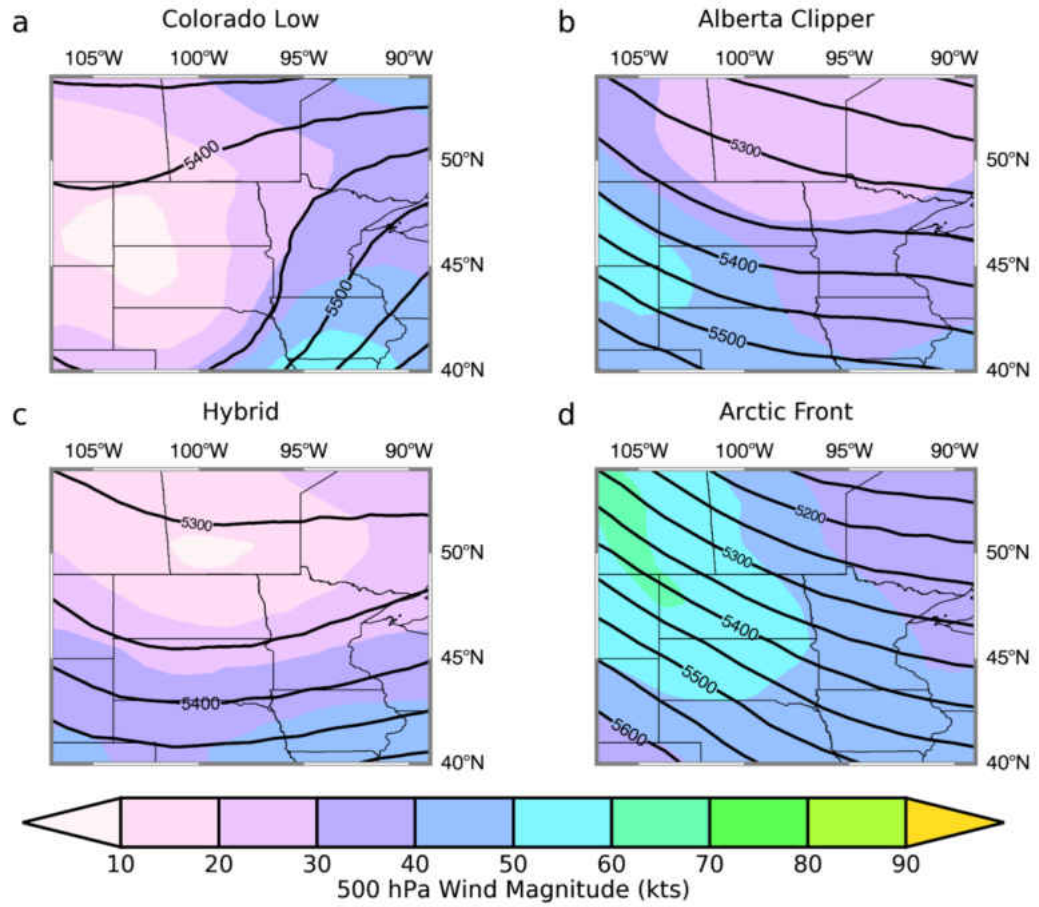 a Colorado Low
105°W 100°W 95°W 90°W
5400
5500
50°N
45°N
40°N
b Alberta Clipper
105°W 100°W 95°W 90°W
5300
5400
5500
50°N
45°N
40°N
c Hybrid
105°W 100°W 95°W 90°W
5300
5400
50°N
45°N
40°N
d Arctic Front
105°W 100°W 95°W 90°W
5200
5300
5400
5500
5600
50°N
45°N
40°N
10 20 30 40 50 60 70 80 90
500 hPa Wind Magnitude (kts)